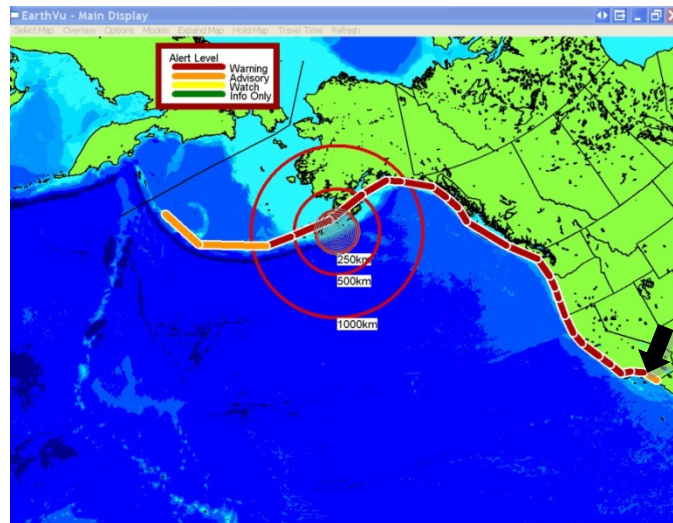 EarthVu - Main Display
Select Map Overlays Options Models Expand Map Hold Map Travel Time Refresh
Alert Level
Warning
Advisory
Watch
Info Only
250km
500km
1000km